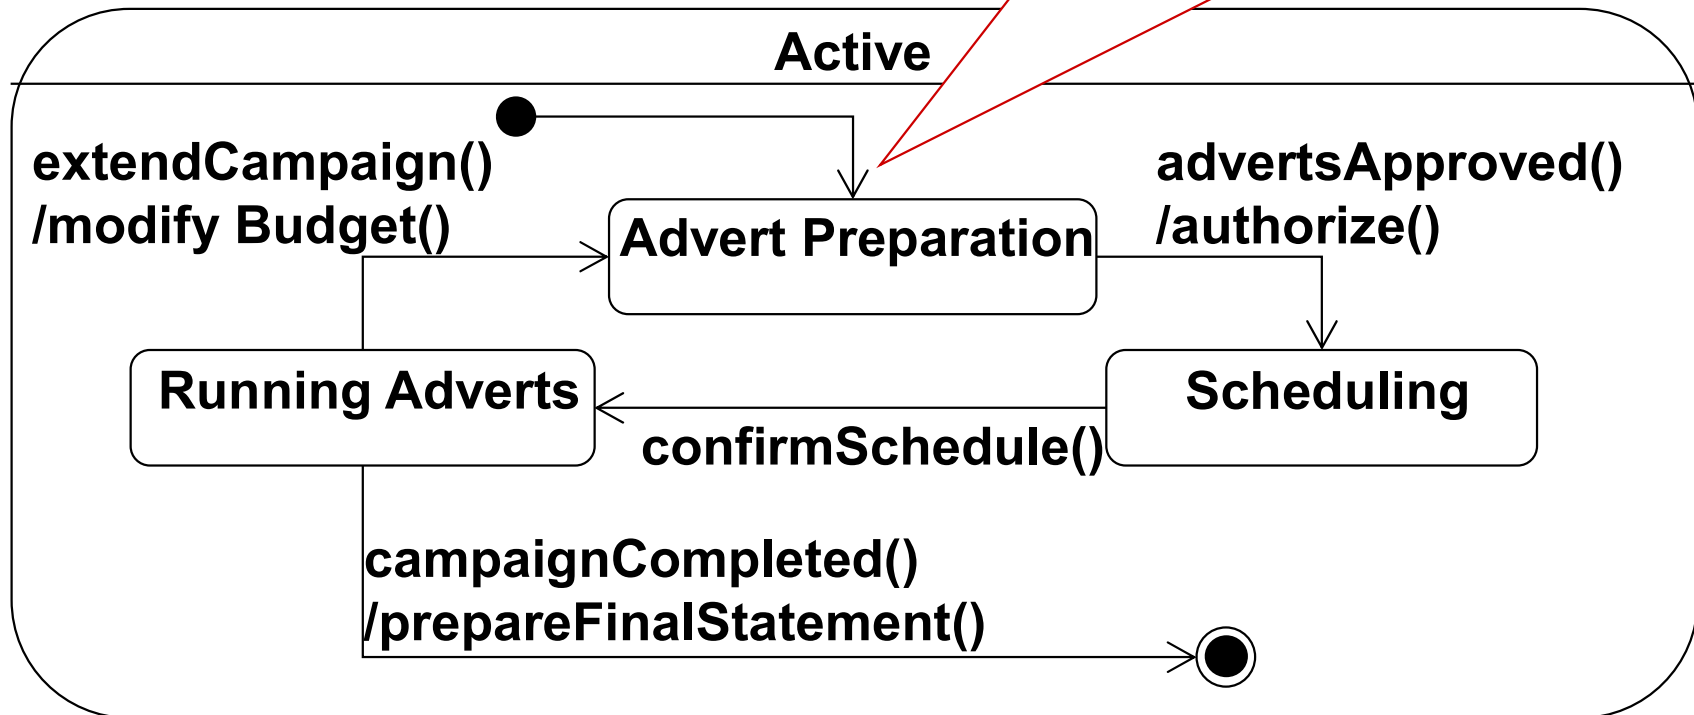 Active
extendCampaign()
/modify Budget()
advertsApproved()
/authorize()
Advert Preparation
Running Adverts
Scheduling
confirmSchedule()
campaignCompleted()
/prepareFinalStatement()